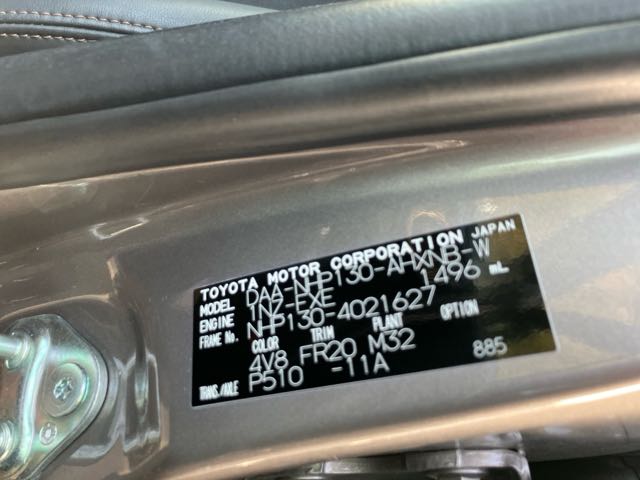 TOYOTA MOTOR CORPORATION JAPAN
MODEL DAA-NHP130-AHXNB-W
ENGINE 1NZ-FXE 1496 mL
FRAME No. NHP130-4021627
COLOR TRIM PLANT OPTION
4V8 FR20 M32
TRANS./AXLE P510 -11A 885